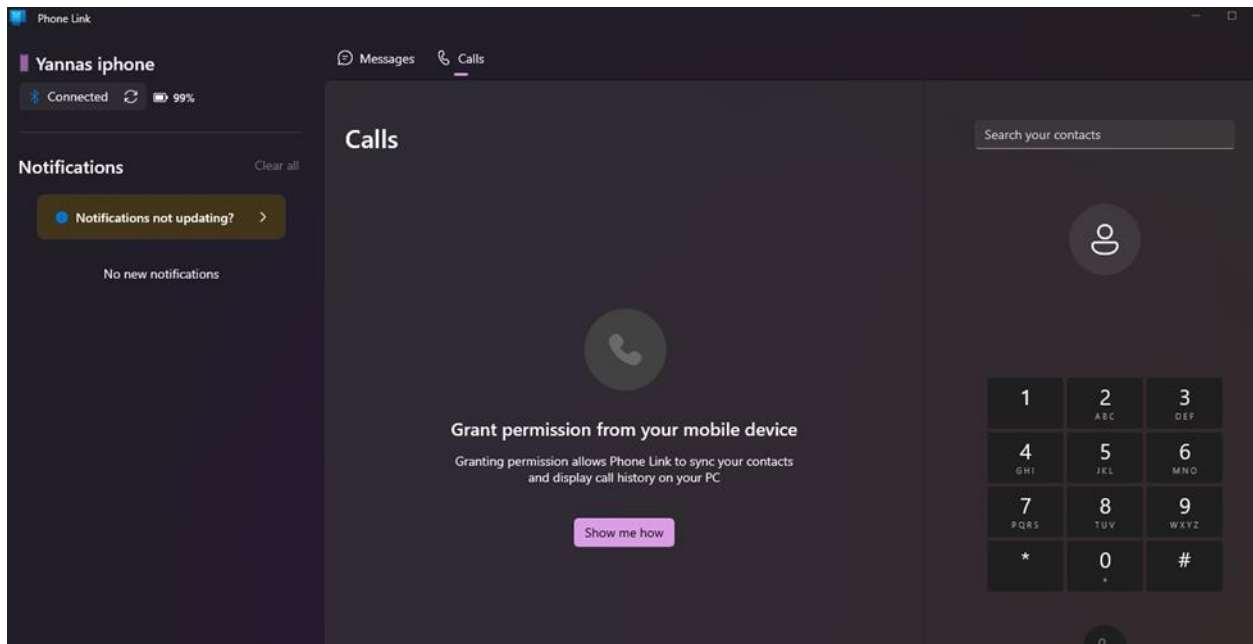 Phone Link
Yannas iphone
Connected 99%
Notifications Clear all
Notifications not updating?
No new notifications
Messages Calls
Calls
Grant permission from your mobile device
Granting permission allows Phone Link to sync your contacts
and display call history on your PC
Show me how
Search your contacts
1 2 3
ABC DEF
4 5 6
GHI JKL MNO
7 8 9
PQRS TUV WXYZ
* 0 #
+